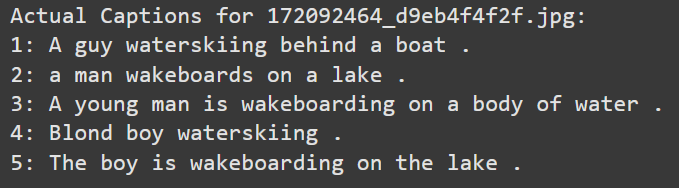 Actual Captions for 172092464_d9eb4f4f2f.jpg:
1: A guy waterskiing behind a boat .
2: a man wakeboards on a lake .
3: A young man is wakeboarding on a body of water .
4: Blond boy waterskiing .
5: The boy is wakeboarding on the lake .